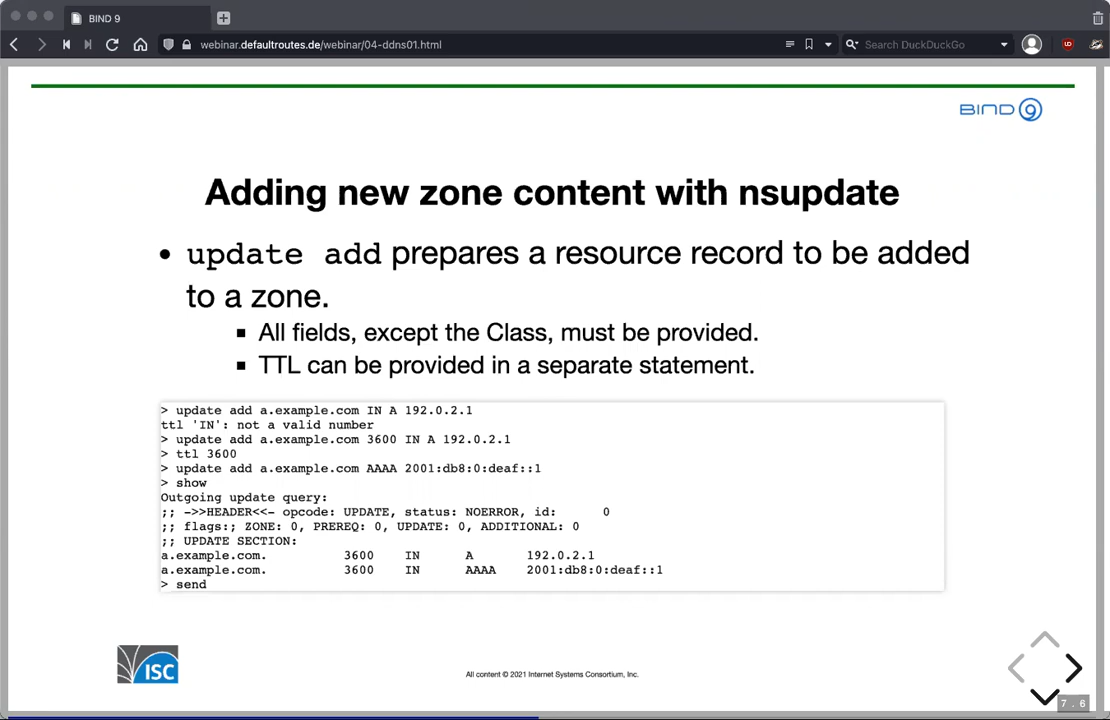 BIND 9
webinar.defaultroutes.de/webinar/04-ddns01.html
Search DuckDuckGo
BIND 9
Adding new zone content with nsupdate
• update add prepares a resource record to be added
to a zone.
▪ All fields, except the Class, must be provided.
▪ TTL can be provided in a separate statement.
> update add a.example.com IN A 192.0.2.1
ttl 'IN': not a valid number
> update add a.example.com 3600 IN A 192.0.2.1
> ttl 3600
> update add a.example.com AAAA 2001:db8:0:deaf::1
> show
Outgoing update query:
;; ->>HEADER<<- opcode: UPDATE, status: NOERROR, id: 0
;; flags:; ZONE: 0, PREREQ: 0, UPDATE: 0, ADDITIONAL: 0
;; UPDATE SECTION:
a.example.com. 3600 IN A 192.0.2.1
a.example.com. 3600 IN AAAA 2001:db8:0:deaf::1
> send
ISC
All content © 2021 Internet Systems Consortium, Inc.
7 . 6